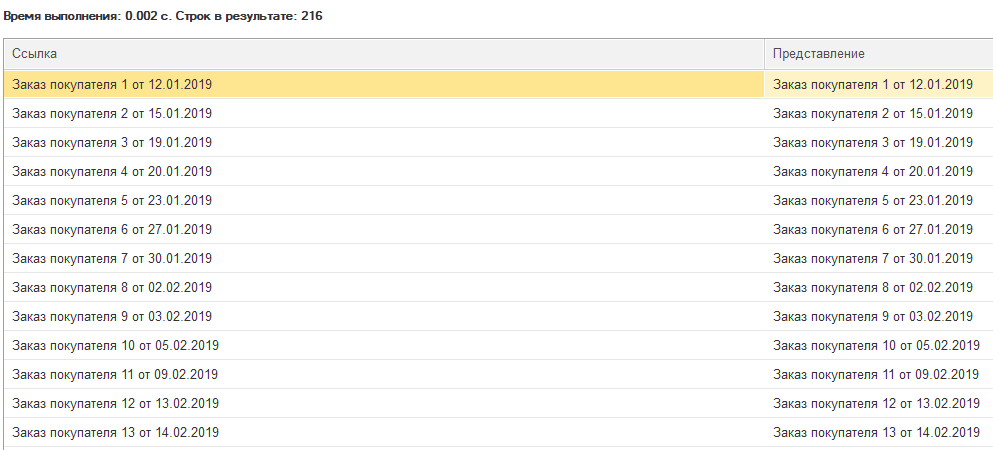 Время выполнения: 0.002 с. Строк в результате: 216
Ссылка Представление
Заказ покупателя 1 от 12.01.2019 Заказ покупателя 1 от 12.01.2019
Заказ покупателя 2 от 15.01.2019 Заказ покупателя 2 от 15.01.2019
Заказ покупателя 3 от 19.01.2019 Заказ покупателя 3 от 19.01.2019
Заказ покупателя 4 от 20.01.2019 Заказ покупателя 4 от 20.01.2019
Заказ покупателя 5 от 23.01.2019 Заказ покупателя 5 от 23.01.2019
Заказ покупателя 6 от 27.01.2019 Заказ покупателя 6 от 27.01.2019
Заказ покупателя 7 от 30.01.2019 Заказ покупателя 7 от 30.01.2019
Заказ покупателя 8 от 02.02.2019 Заказ покупателя 8 от 02.02.2019
Заказ покупателя 9 от 03.02.2019 Заказ покупателя 9 от 03.02.2019
Заказ покупателя 10 от 05.02.2019 Заказ покупателя 10 от 05.02.2019
Заказ покупателя 11 от 09.02.2019 Заказ покупателя 11 от 09.02.2019
Заказ покупателя 12 от 13.02.2019 Заказ покупателя 12 от 13.02.2019
Заказ покупателя 13 от 14.02.2019 Заказ покупателя 13 от 14.02.2019